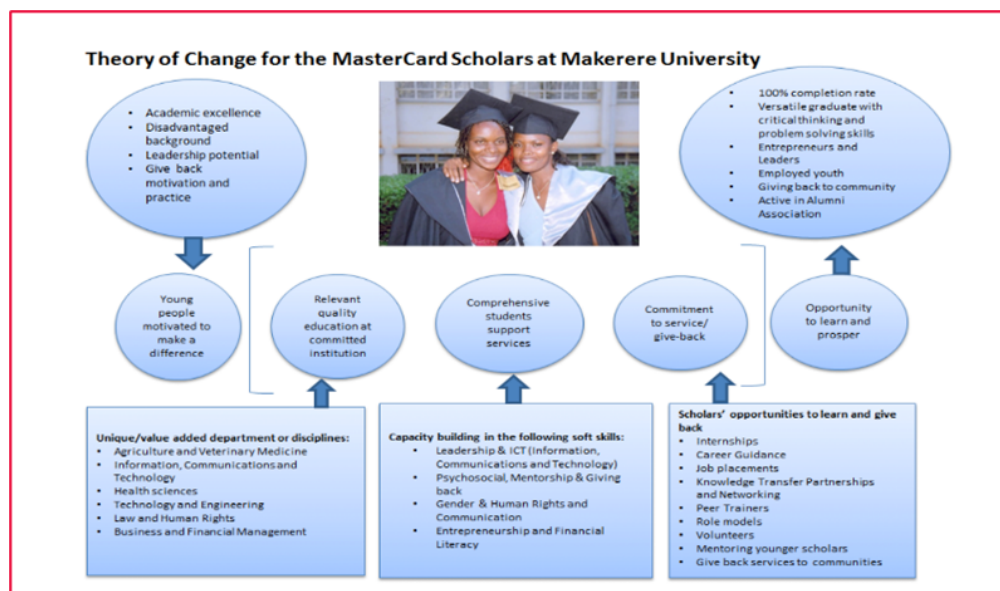 Theory of Change for the MasterCard Scholars at Makerere University
• Academic excellence
• Disadvantaged
background
• Leadership potential
• Give back
motivation and
practice
• 100% completion rate
• Versatile graduate with
critical thinking and
problem solving skills
• Entrepreneurs and
Leaders
• Employed youth
• Giving back to community
• Active in Alumni
Association
Young
people
motivated to
make a
difference
Relevant
quality
education at
committed
institution
Comprehensive
students
support
services
Commitment
to service/
give-back
Opportunity
to learn and
prosper
Unique/value added department or disciplines:
• Agriculture and Veterinary Medicine
• Information, Communications and
Technology
• Health sciences
• Technology and Engineering
• Law and Human Rights
• Business and Financial Management
Capacity building in the following soft skills:
• Leadership & ICT (Information,
Communications and Technology)
• Psychosocial, Mentorship & Giving
back
• Gender & Human Rights and
Communication
• Entrepreneurship and Financial
Literacy
Scholars' opportunities to learn and give
back
• Internships
• Career Guidance
• Job placements
• Knowledge Transfer Partnerships
and Networking
• Peer Trainers
• Role models
• Volunteers
• Mentoring younger scholars
• Give back services to communities